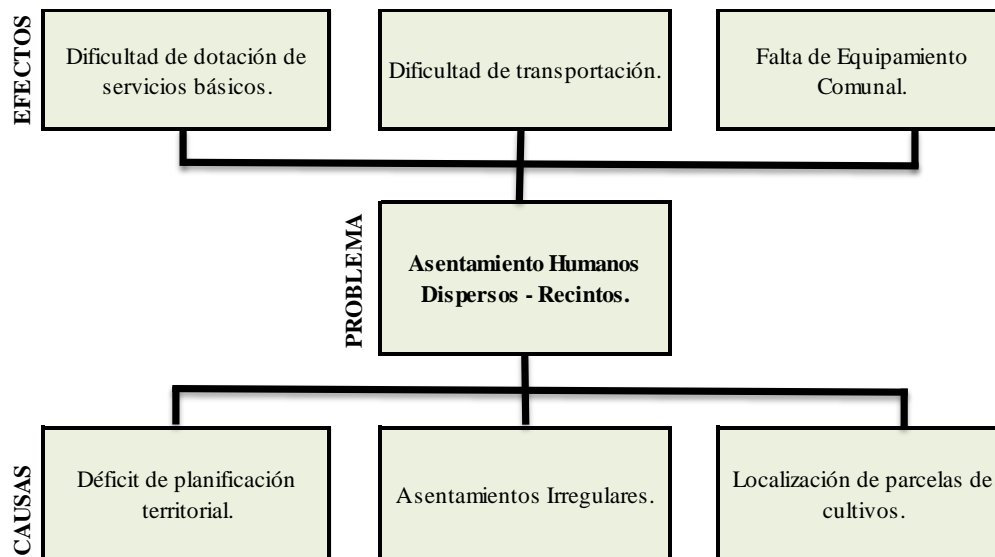 EFECTOS
Dificultad de dotación de
servicios básicos.
Dificultad de transportación.
Falta de Equipamiento
Comunal.
PROBLEMA
Asentamiento Humanos
Dispersos - Recintos.
CAUSAS
Déficit de planificación
territorial.
Asentamientos Irregulares.
Localización de parcelas de
cultivos.